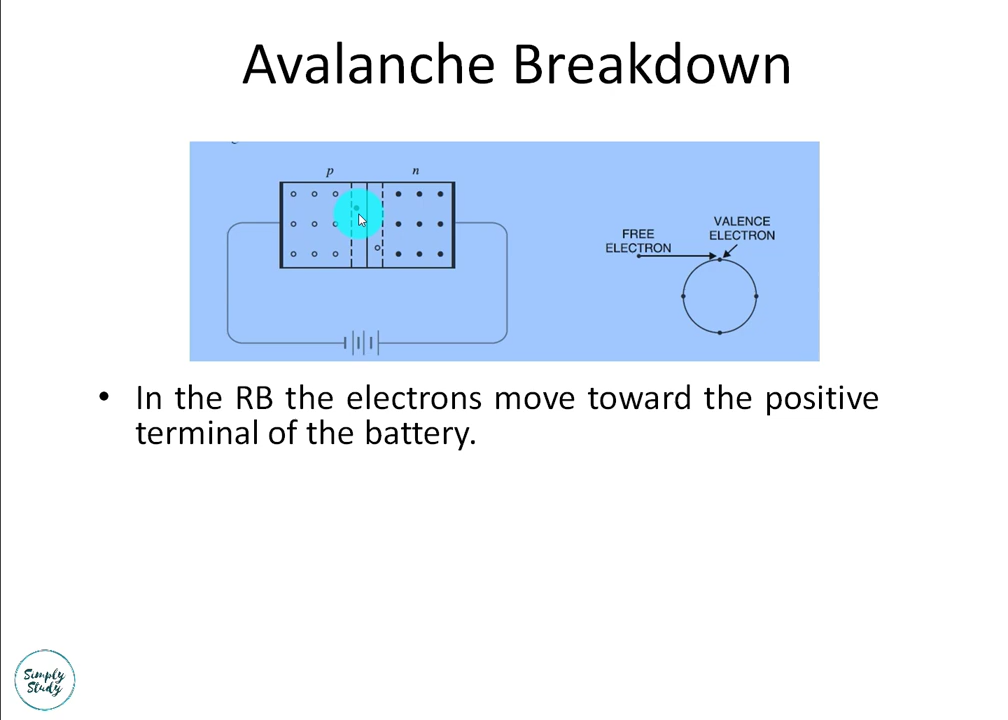 Avalanche Breakdown
p
n
FREE
ELECTRON
VALENCE
ELECTRON
• In the RB the electrons move toward the positive
terminal of the battery.
Simply
Study